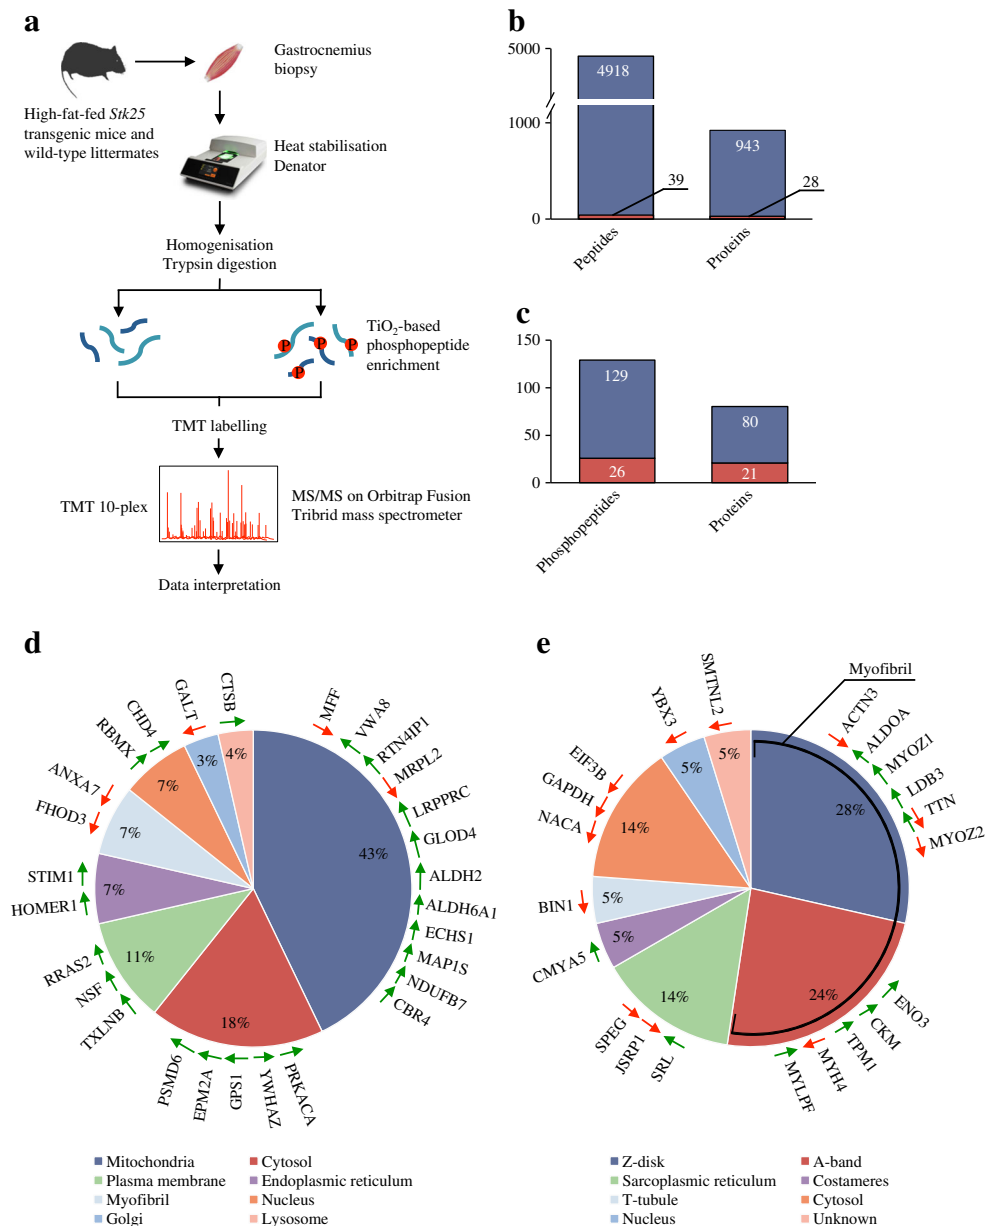 a
High-fat-fed Stk25
transgenic mice and
wild-type littermates
Gastrocnemius
biopsy
Heat stabilisation
Denator
Homogenisation
Trypsin digestion
P P P P
TiO2-based
phosphopeptide
enrichment
TMT labelling
TMT 10-plex
MS/MS on Orbitrap Fusion
Tribrid mass spectrometer
Data interpretation
b
5000
1000
0
4918
39
943
28
Peptides
Proteins
c
150
100
50
0
129
26
80
21
Phosphopeptides
Proteins
d
MFF
VWA8
RTN4IP1
MRPL2
LRPPRC
GLOD4
ALDH2
ALDH6A1
ECHS1
MAP1S
NDUFB7
CBR4
PRKACA
YWHAZ
GPS1
EPM2A
PSMD6
TXLNB
NSF
RRAS2
HOMER1
STIM1
FHOD3
ANXA7
RBMX
CHD4
GALT
CTSB
43%
18%
11%
7%
7%
7%
3%
4%
Mitochondria
Cytosol
Plasma membrane
Endoplasmic reticulum
Myofibril
Nucleus
Golgi
Lysosome
e
Myofibril
ACTN3
ALDOA
MYOZ1
LDB3
TTN
MYOZ2
ENO3
CKM
TPM1
MYH4
MYLPF
SRL
JSRP1
SPEG
CMYA5
BIN1
NACA
GAPDH
EIF3B
YBX3
SMTNL2
28%
24%
14%
5%
5%
14%
5%
5%
Z-disk
A-band
Sarcoplasmic reticulum
Costameres
T-tubule
Cytosol
Nucleus
Unknown